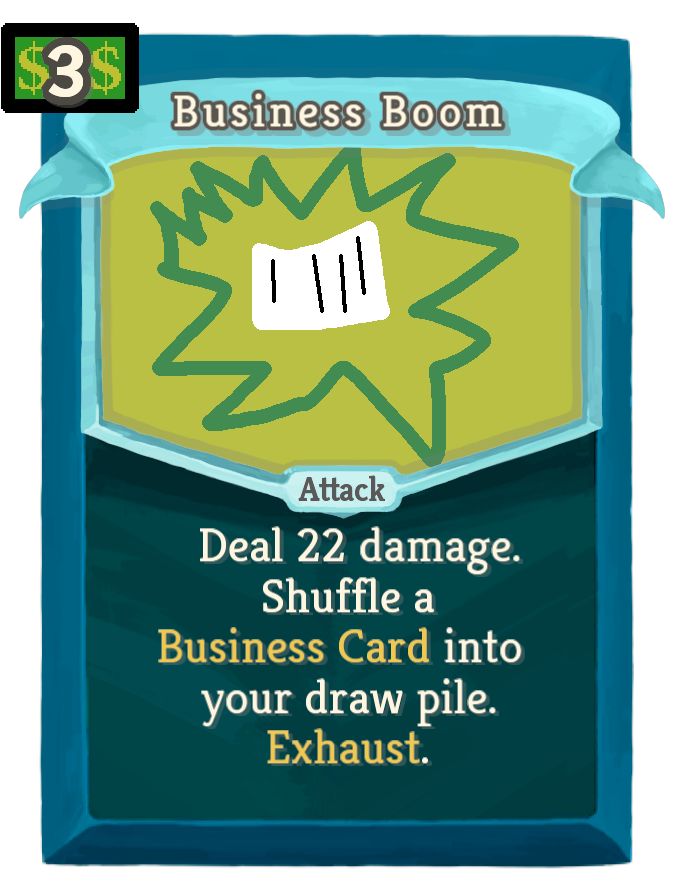 $3$
Business Boom
Attack
Deal 22 damage.
Shuffle a
Business Card into
your draw pile.
Exhaust.